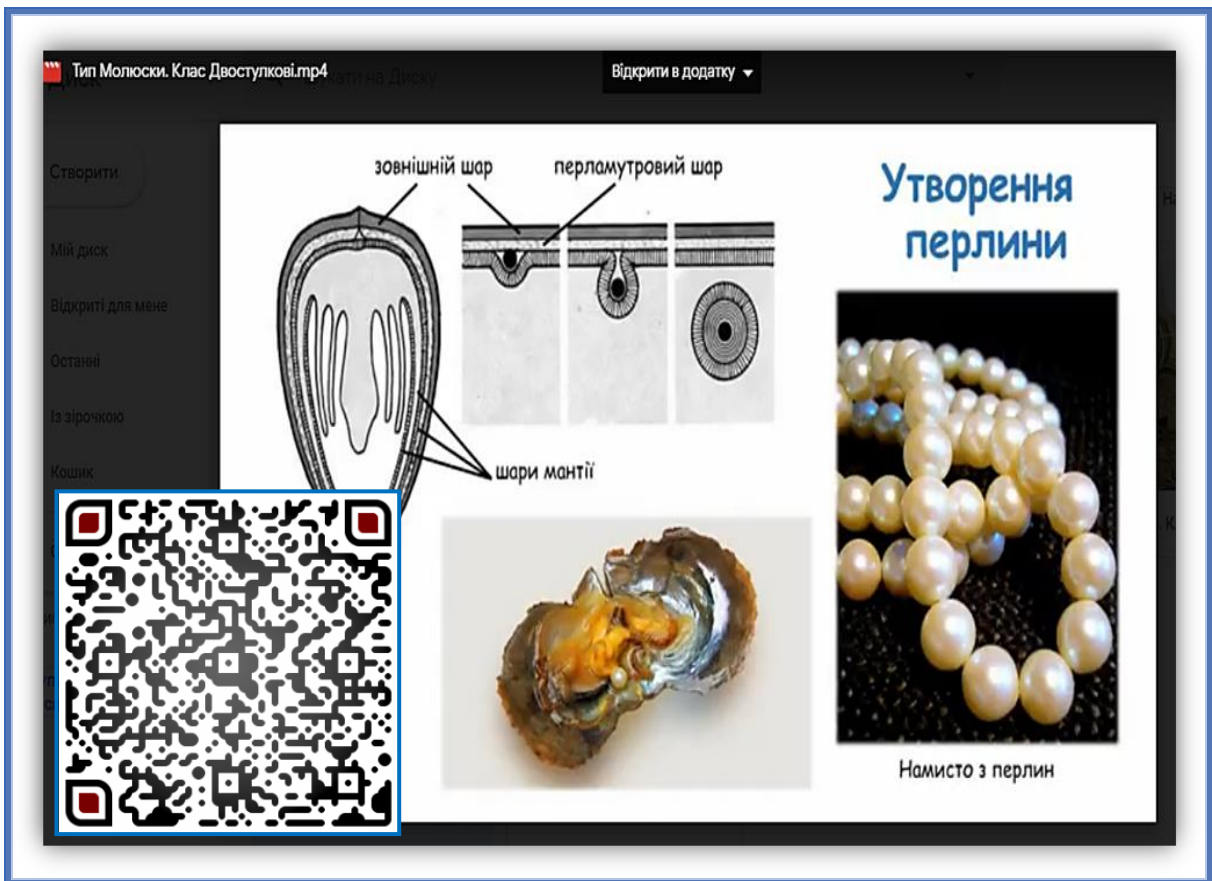 Тип Молюски. Клас Двостулкові.mp4
Відкрити в додатку
Створити
Мій диск
Відкриті для мене
Останні
Із зірочкою
Кошик
зовнішній шар
перламутровий шар
шари мантії
Утворення
перлини
Намисто з перлин